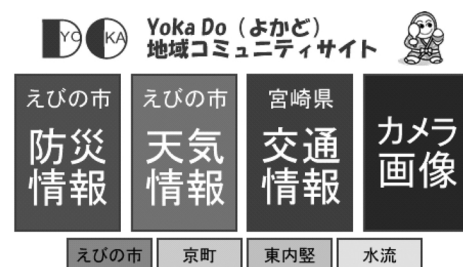 YO KA
Yoka Do（よかど）
地域コミュニティサイト
えびの市
防災
情報
えびの市
天気
情報
宮崎県
交通
情報
カメラ
画像
えびの市
京町
東内竪
水流